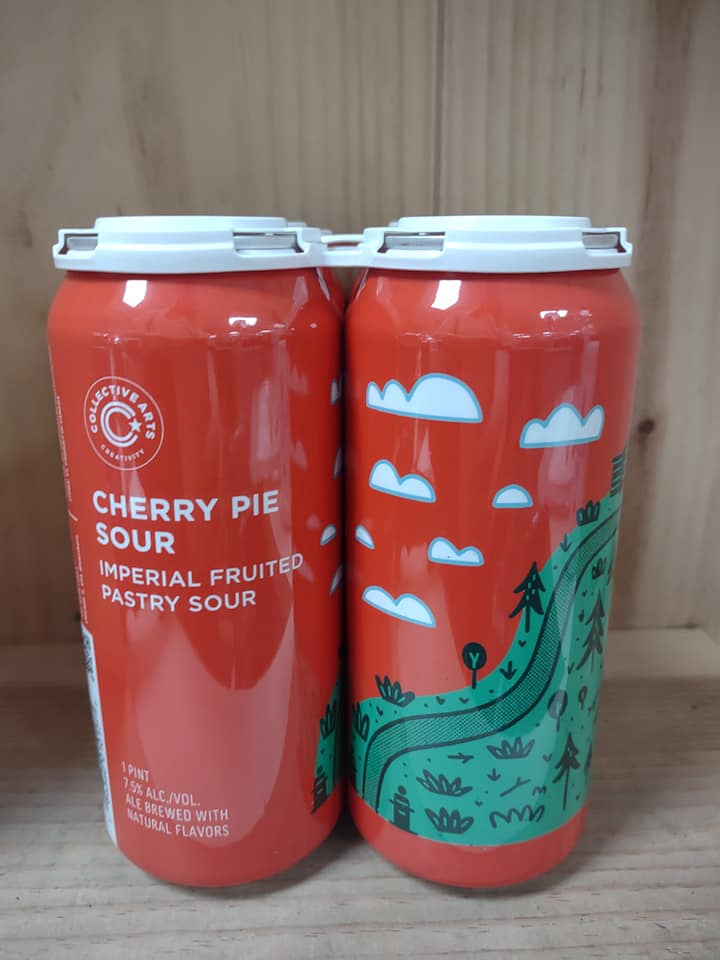 COLLECTIVE ARTS
CREATIVITY
CHERRY PIE
SOUR
IMPERIAL FRUITED
PASTRY SOUR
1 PINT
7.5% ALC./VOL.
ALE BREWED WITH
NATURAL FLAVORS